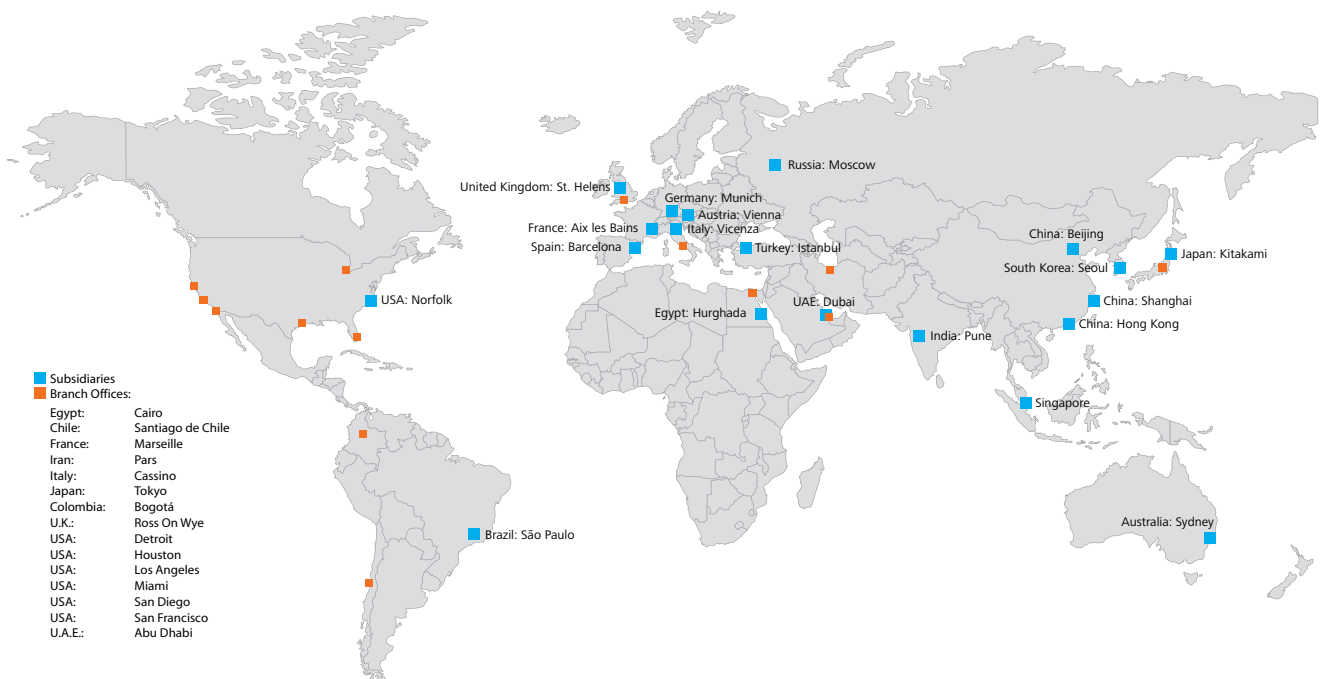 Russia: Moscow
United Kingdom: St. Helens
Germany: Munich
Austria: Vienna
France: Aix les Bains
Italy: Vicenza
Spain: Barcelona
Turkey: Istanbul
China: Beijing
Japan: Kitakami
South Korea: Seoul
USA: Norfolk
UAE: Dubai
China: Shanghai
Egypt: Hurghada
China: Hong Kong
India: Pune
Singapore
Brazil: São Paulo
Australia: Sydney
Subsidiaries
Branch Offices:
Egypt: Cairo
Chile: Santiago de Chile
France: Marseille
Iran: Pars
Italy: Cassino
Japan: Tokyo
Colombia: Bogotá
U.K.: Ross On Wye
USA: Detroit
USA: Houston
USA: Los Angeles
USA: Miami
USA: San Diego
USA: San Francisco
U.A.E.: Abu Dhabi